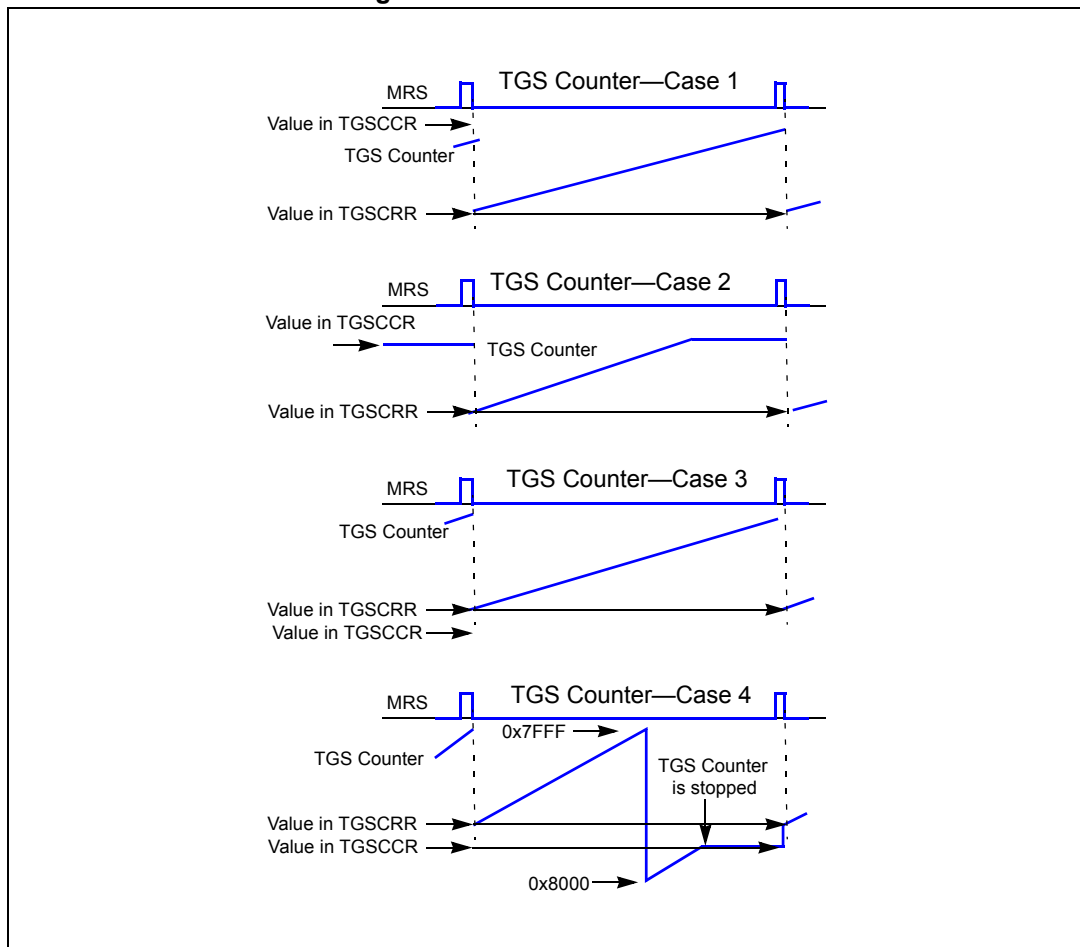 TGS Counter—Case 1
MRS
Value in TGSCCR
TGS Counter
Value in TGSCRR
TGS Counter—Case 2
MRS
Value in TGSCCR
TGS Counter
Value in TGSCRR
TGS Counter—Case 3
MRS
TGS Counter
Value in TGSCRR
Value in TGSCCR
TGS Counter—Case 4
MRS
0x7FFF
TGS Counter
TGS Counter
is stopped
Value in TGSCRR
Value in TGSCCR
0x8000